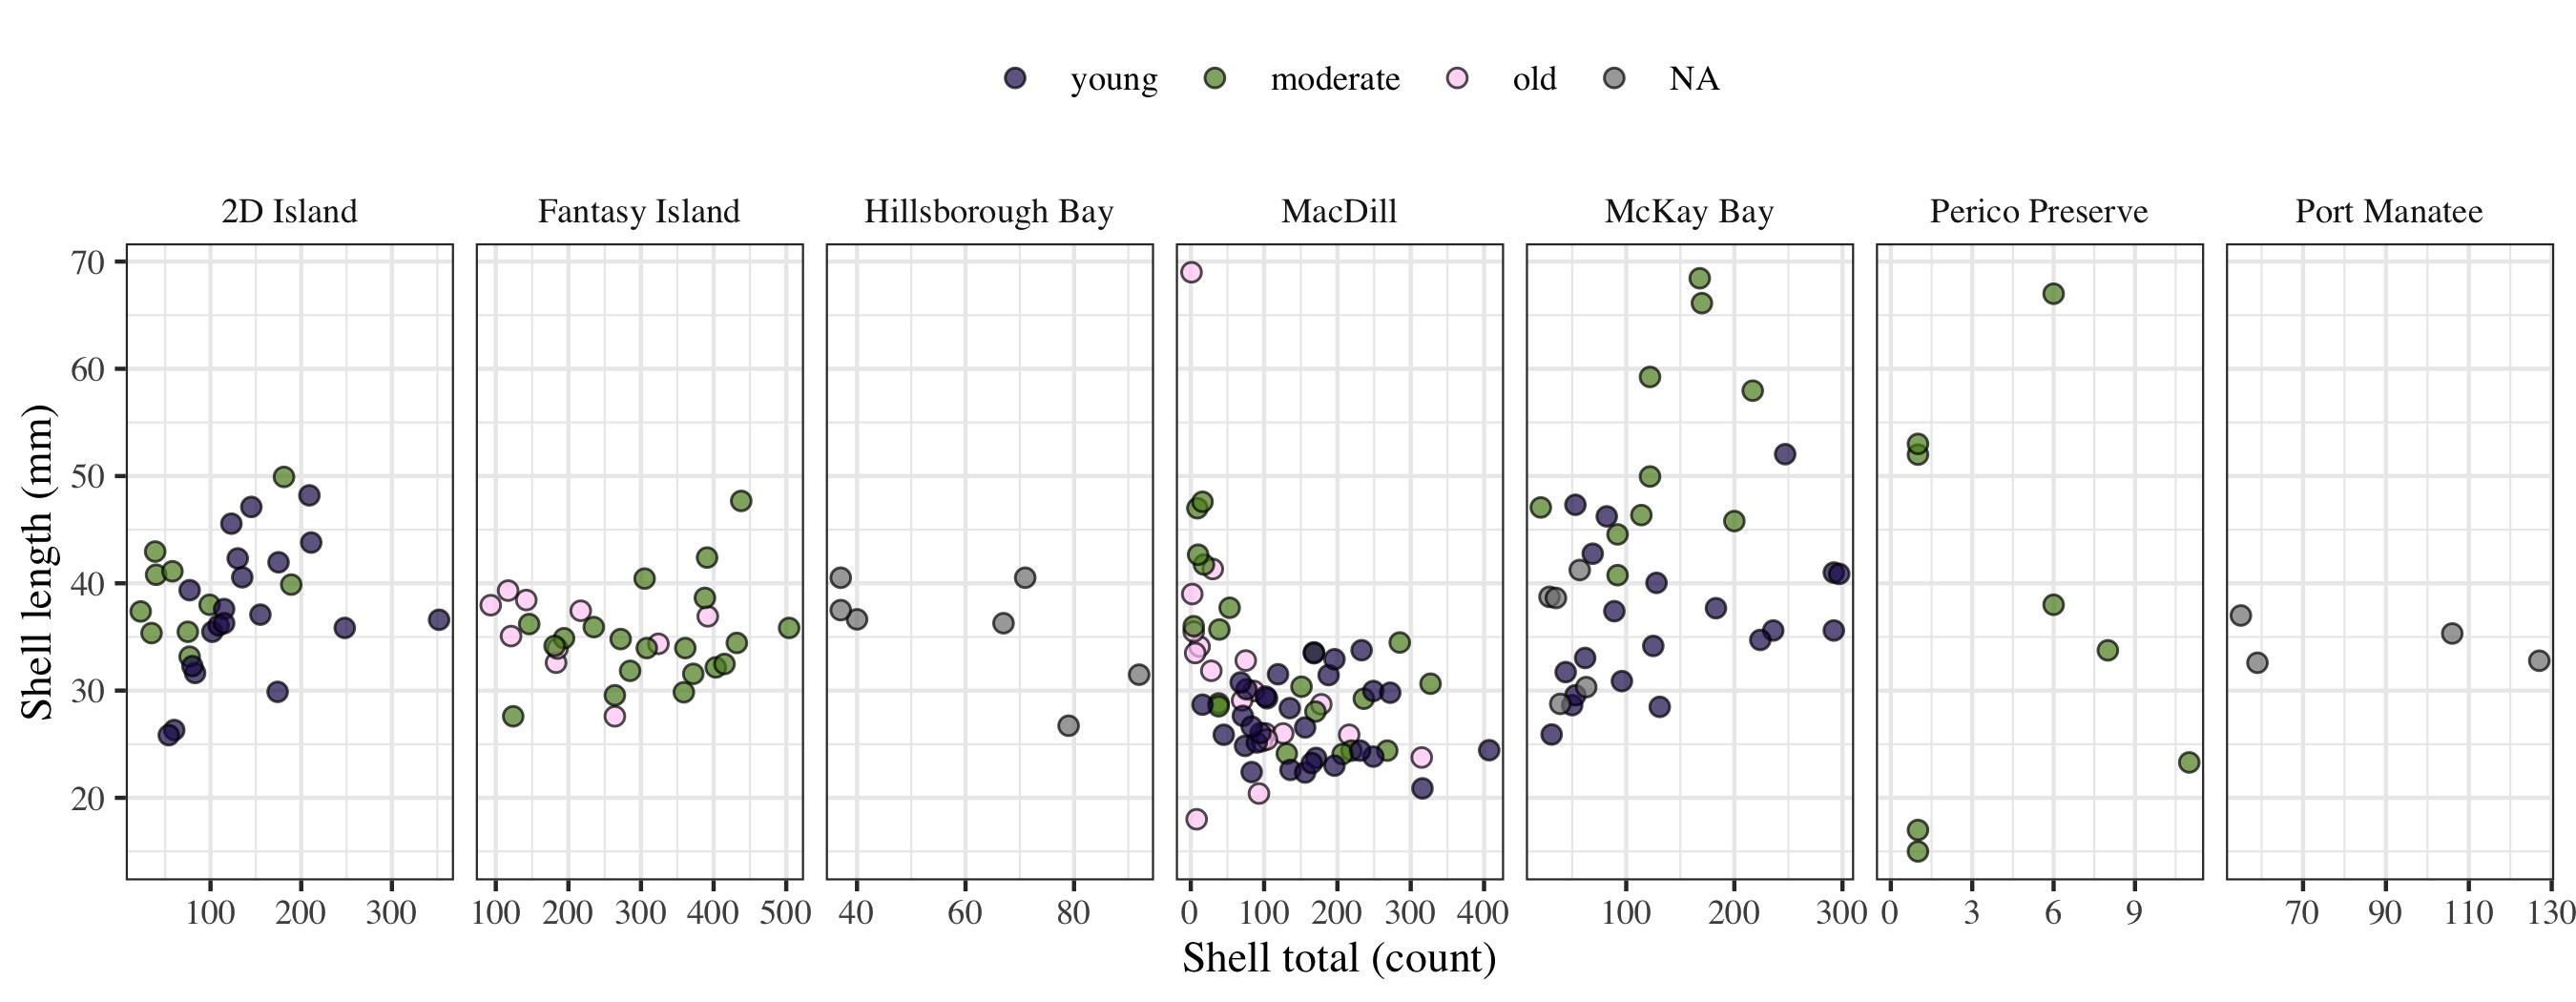 young moderate old NA
2D Island Fantasy Island Hillsborough Bay MacDill McKay Bay Perico Preserve Port Manatee
70
60
50
40
30
20
Shell length (mm)
100 200 300 100 200 300 400 500 40 60 80 0 100 200 300 400 100 200 300 0 3 6 9 70 90 110 130
Shell total (count)